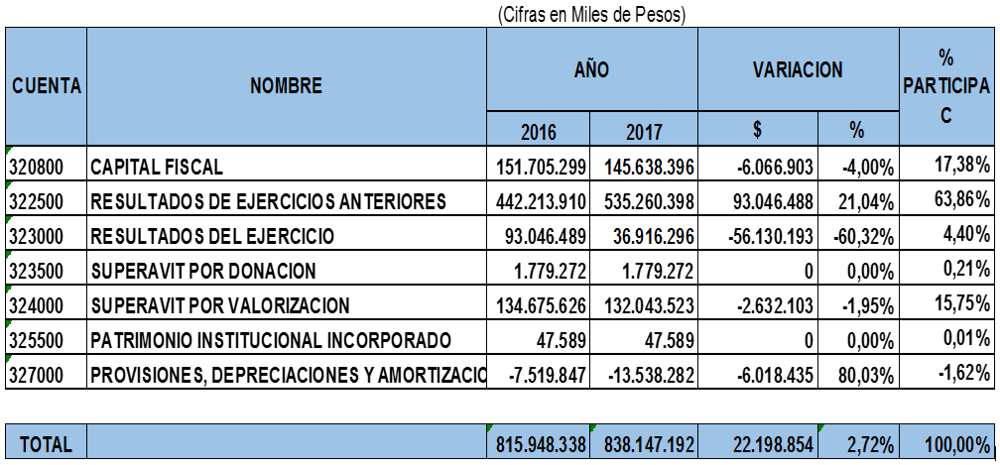 (Cifras en Miles de Pesos)
CUENTA NOMBRE AÑO VARIACION % PARTICIPA C
2016 2017 $ %
320800 CAPITAL FISCAL 151.705.299 145.638.396 -6.066.903 -4,00% 17,38%
322500 RESULTADOS DE EJERCICIOS ANTERIORES 442.213.910 535.260.398 93.046.488 21,04% 63,86%
323000 RESULTADOS DEL EJERCICIO 93.046.489 36.916.296 -56.130.193 -60,32% 4,40%
323500 SUPERAVIT POR DONACION 1.779.272 1.779.272 0 0,00% 0,21%
324000 SUPERAVIT POR VALORIZACION 134.675.626 132.043.523 -2.632.103 -1,95% 15,75%
325500 PATRIMONIO INSTITUCIONAL INCORPORADO 47.589 47.589 0 0,00% 0,01%
327000 PROVISIONES, DEPRECIACIONES Y AMORTIZACIO -7.519.847 -13.538.282 -6.018.435 80,03% -1,62%
TOTAL 815.948.338 838.147.192 22.198.854 2,72% 100,00%